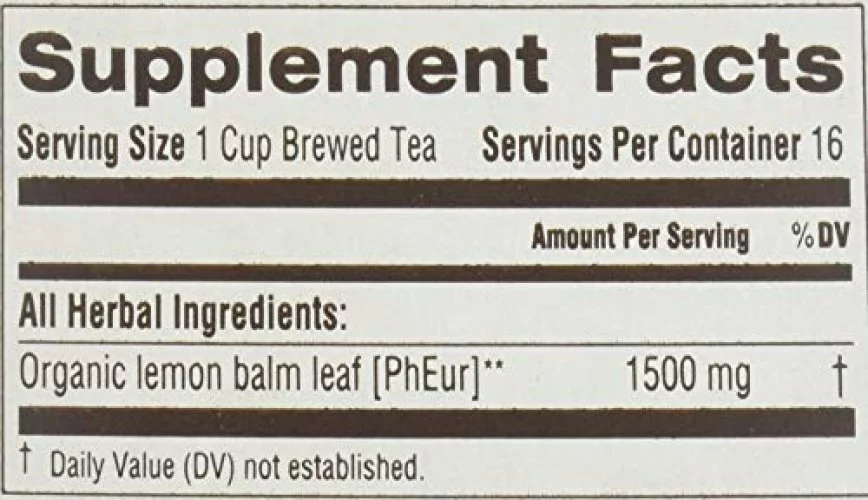 Supplement Facts
Serving Size 1 Cup Brewed Tea Servings Per Container 16
Amount Per Serving %DV
All Herbal Ingredients:
Organic lemon balm leaf [PhEur]** 1500 mg †
† Daily Value (DV) not established.